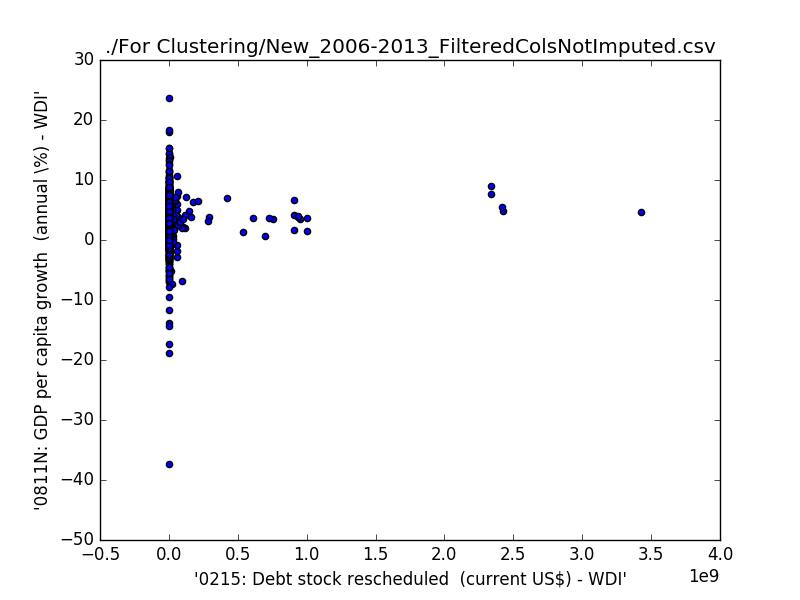 ./For Clustering/New_2006-2013_FilteredColsNotImputed.csv
30
20
10
0
−10
−20
−30
−40
−50
'0811N: GDP per capita growth  (annual \%) - WDI'
−0.5 0.0 0.5 1.0 1.5 2.0 2.5 3.0 3.5 4.0
1e9
'0215: Debt stock rescheduled  (current US$) - WDI'